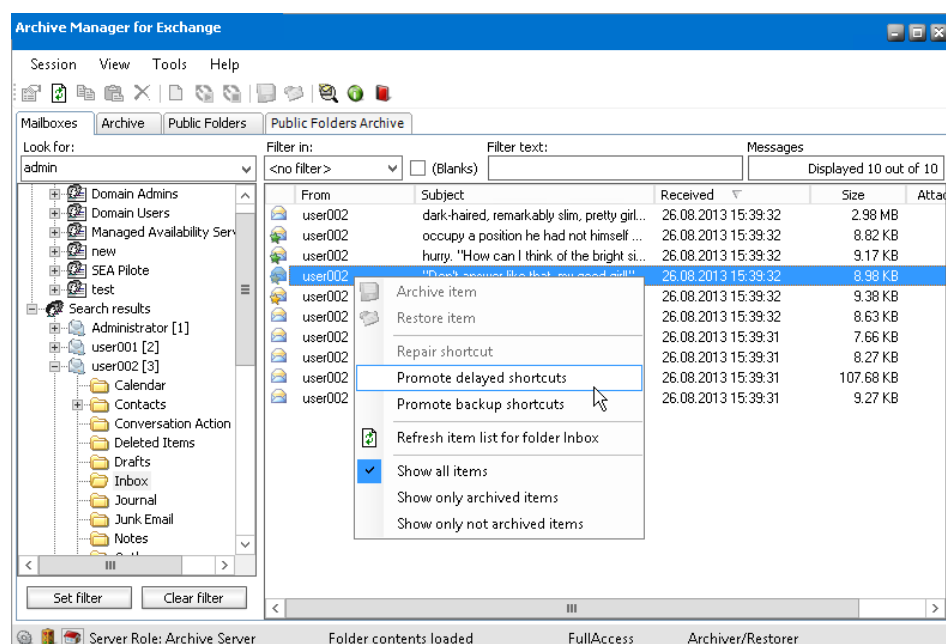 Archive Manager for Exchange
Session View Tools Help
Mailboxes Archive Public Folders Public Folders Archive
Look for: Filter in: Filter text: Messages
admin <no filter> (Blanks) Displayed 10 out of 10
From Subject Received Size Attac
Domain Admins
Domain Users
Managed Availability Serv
new
SEA Pilote
test
Search results
Administrator [1]
user001 [2]
user002 [3]
Calendar
Contacts
Conversation Action
Deleted Items
Drafts
Inbox
Journal
Junk Email
Notes
Set filter Clear filter
user002 dark-haired, remarkably slim, pretty girl... 26.08.2013 15:39:32 2.98 MB
user002 occupy a position he had not himself ... 26.08.2013 15:39:32 8.82 KB
user002 hurry. "How can I think of the bright si... 26.08.2013 15:39:32 9.17 KB
user002 "Don't answer like that, my good girl!" 26.08.2013 15:39:32 8.98 KB
user002 26.08.2013 15:39:32 9.38 KB
user002 26.08.2013 15:39:32 8.63 KB
user002 26.08.2013 15:39:31 7.66 KB
user002 26.08.2013 15:39:31 8.27 KB
user002 26.08.2013 15:39:31 107.68 KB
user002 26.08.2013 15:39:31 9.27 KB
Archive item
Restore item
Repair shortcut
Promote delayed shortcuts
Promote backup shortcuts
Refresh item list for folder Inbox
Show all items
Show only archived items
Show only not archived items
Server Role: Archive Server Folder contents loaded FullAccess Archiver/Restorer